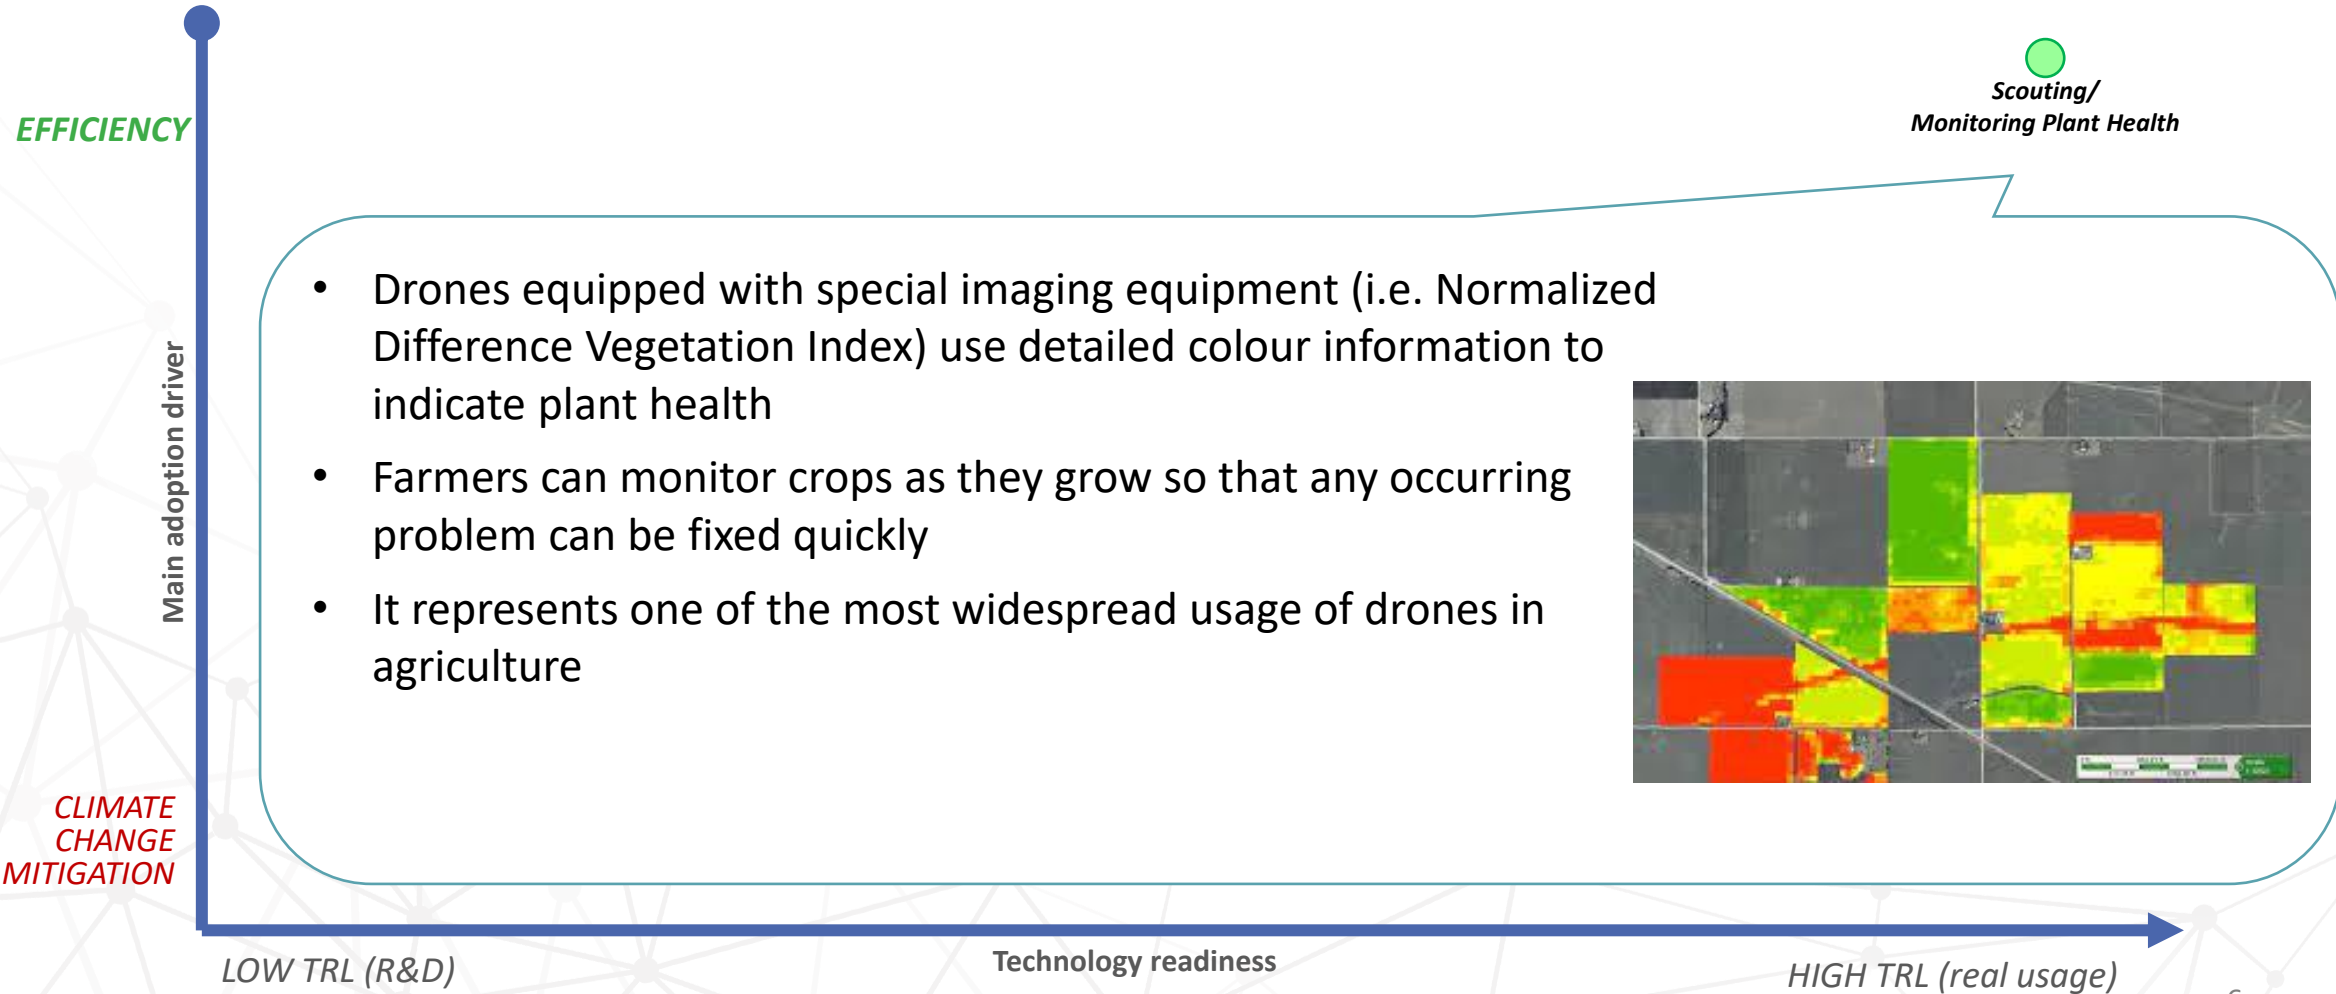 Scouting/
Monitoring Plant Health
EFFICIENCY
• Drones equipped with special imaging equipment (i.e. Normalized
Difference Vegetation Index) use detailed colour information to
indicate plant health
• Farmers can monitor crops as they grow so that any occurring
problem can be fixed quickly
• It represents one of the most widespread usage of drones in
agriculture
Main adoption driver
CLIMATE
CHANGE
MITIGATION
LOW TRL (R&D)
Technology readiness
HIGH TRL (real usage)